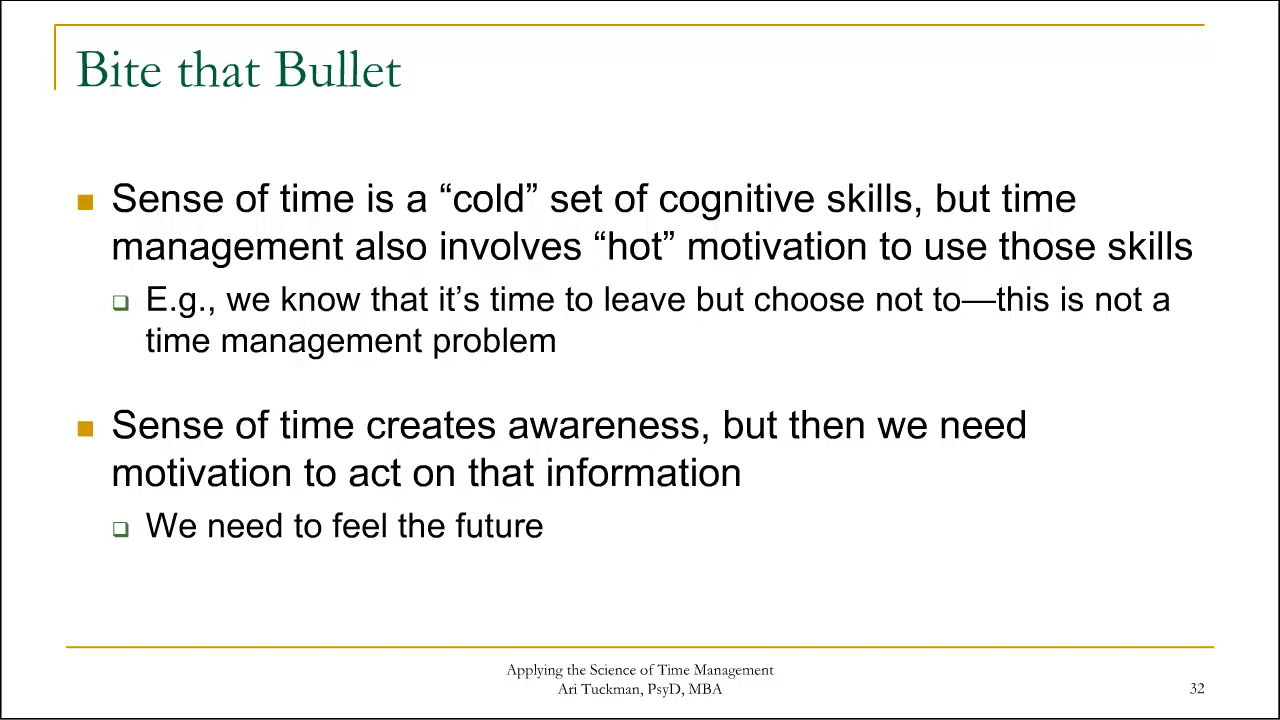 Bite that Bullet
Sense of time is a “cold” set of cognitive skills, but time
management also involves “hot” motivation to use those skills
E.g., we know that it’s time to leave but choose not to—this is not a
time management problem
Sense of time creates awareness, but then we need
motivation to act on that information
We need to feel the future
Applying the Science of Time Management
Ari Tuckman, PsyD, MBA
32